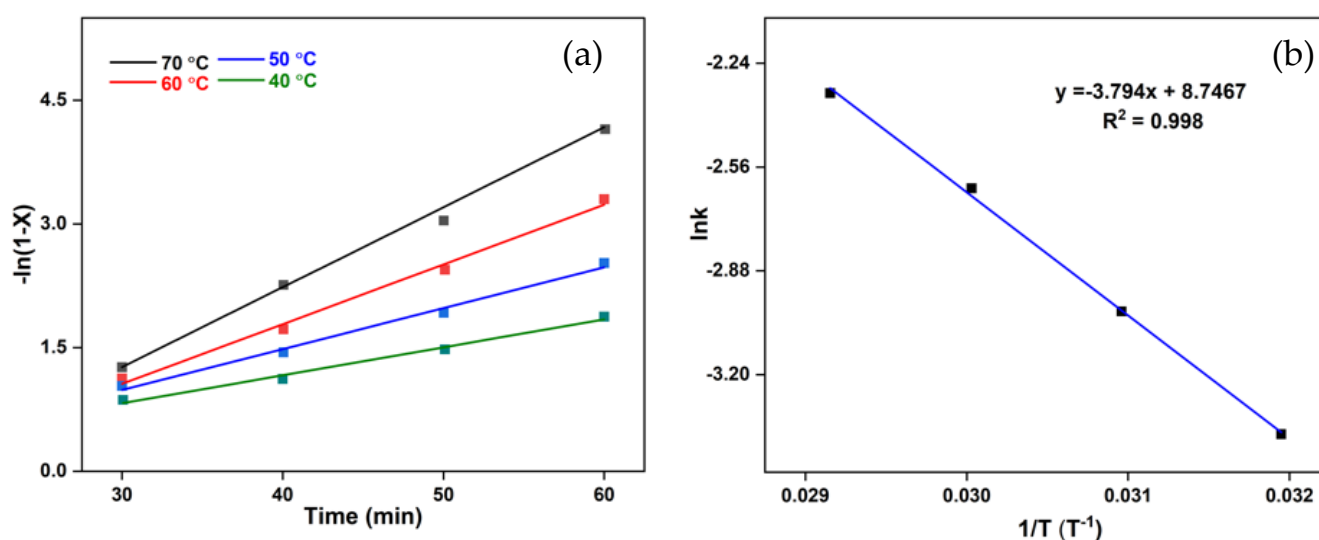 (a)
70 °C 50 °C
60 °C 40 °C
4.5
3.0
1.5
0.0
-ln(1-X)
30 40 50 60
Time (min)
(b)
y =-3.794x + 8.7467
R² = 0.998
-2.24
-2.56
-2.88
-3.20
lnk
0.029 0.030 0.031 0.032
1/T (T⁻¹)